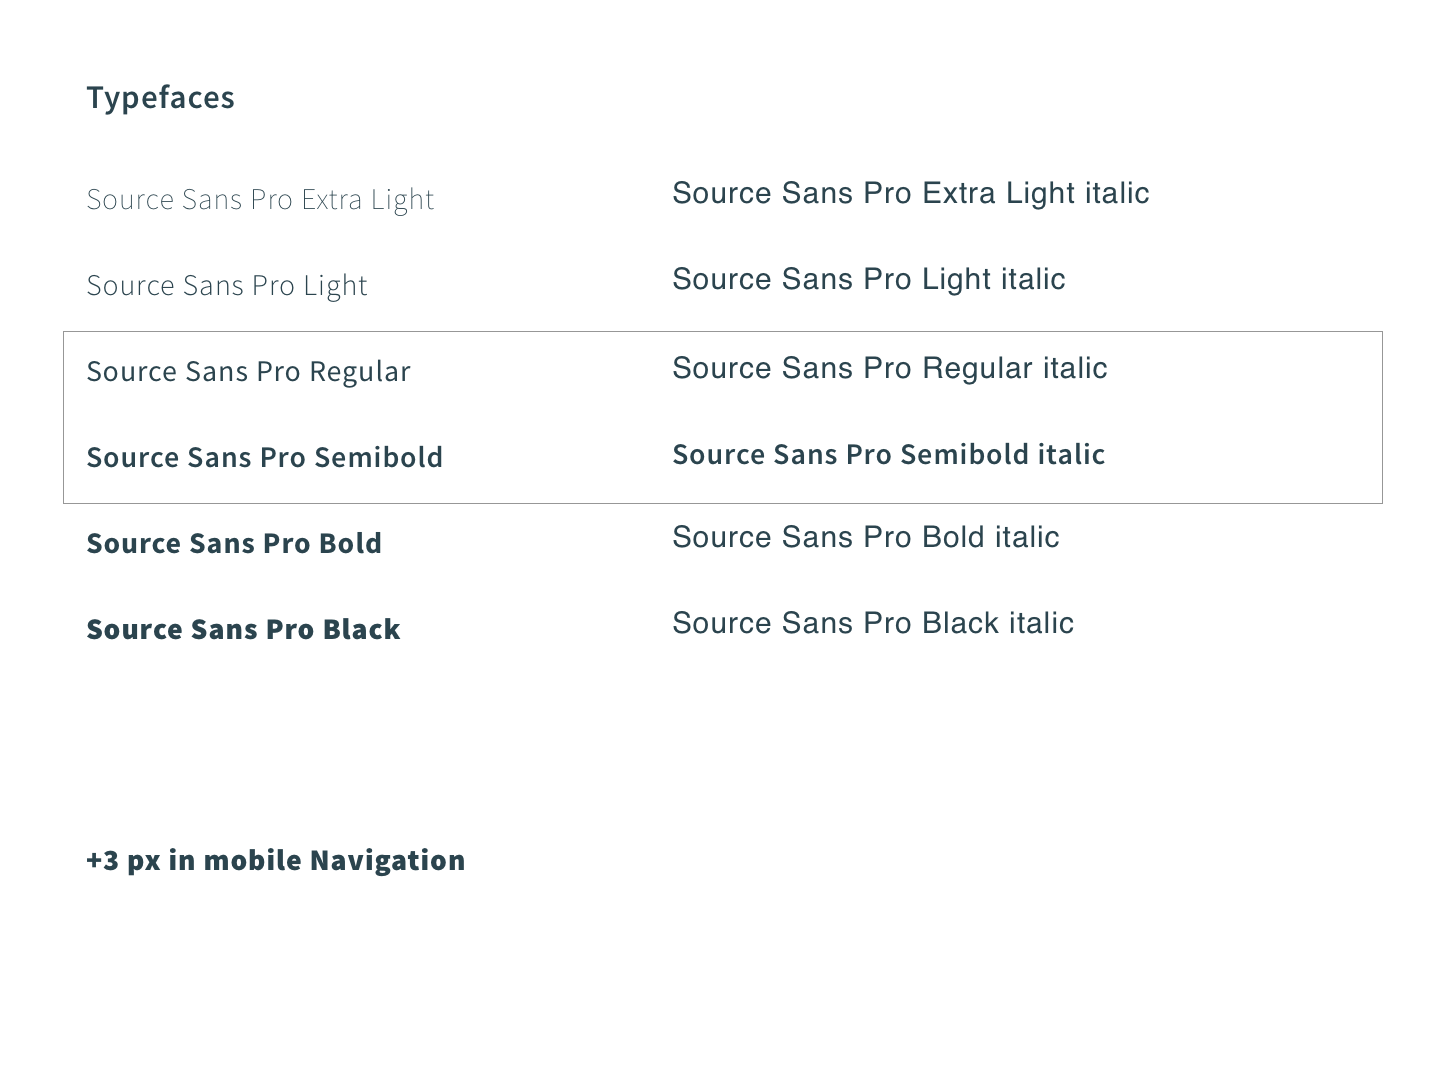 Typefaces
Source Sans Pro Extra Light
Source Sans Pro Extra Light italic
Source Sans Pro Light
Source Sans Pro Light italic
Source Sans Pro Regular
Source Sans Pro Regular italic
Source Sans Pro Semibold
Source Sans Pro Semibold italic
Source Sans Pro Bold
Source Sans Pro Bold italic
Source Sans Pro Black
Source Sans Pro Black italic
+3 px in mobile Navigation